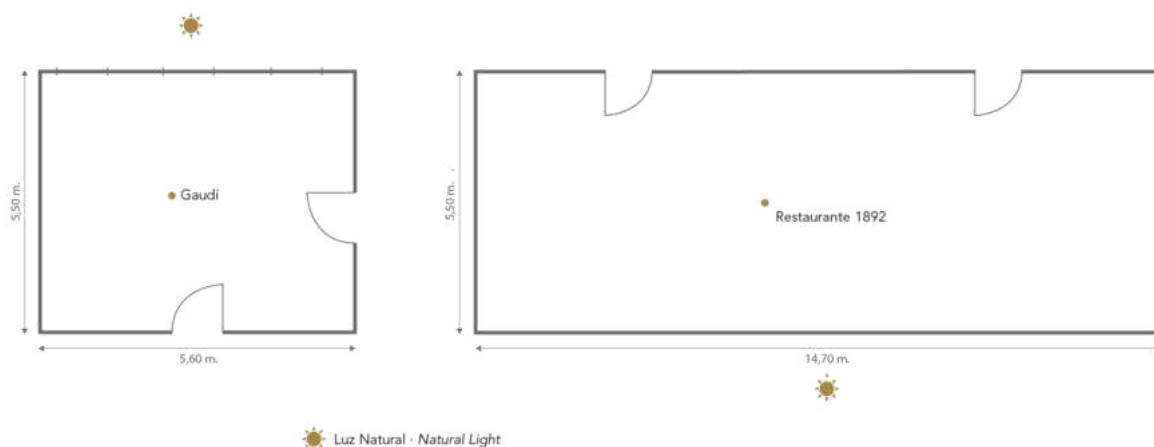 Gaudí
5,50 m.
5,60 m.
Restaurante 1892
5,50 m.
14,70 m.
Luz Natural · Natural Light